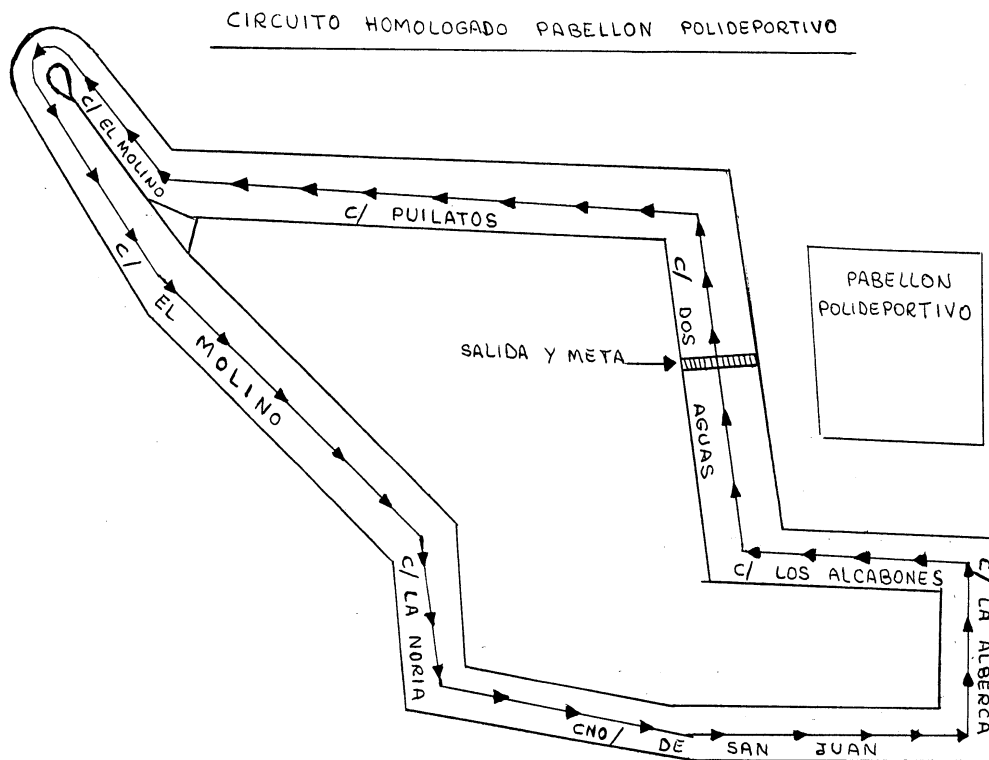 CIRCUITO HOMOLOGADO PABELLON POLIDEPORTIVO
C/ EL MOLINO
C/ PUILATOS
C/ DOS AGUAS
PABELLON
POLIDEPORTIVO
SALIDA Y META
C/ EL MOLINO
C/ LA NORIA
C/ LOS ALCABONES
C/ LA ALBERCA
CNO/ DE SAN JUAN